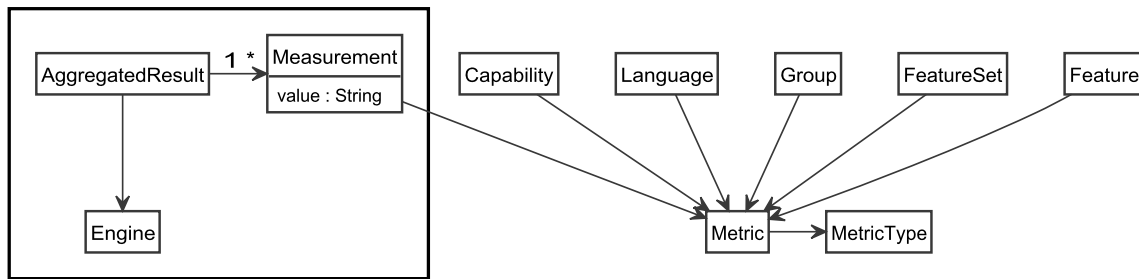 AggregatedResult
1 *
Measurement
value : String
Capability
Language
Group
FeatureSet
Feature
Engine
Metric
MetricType